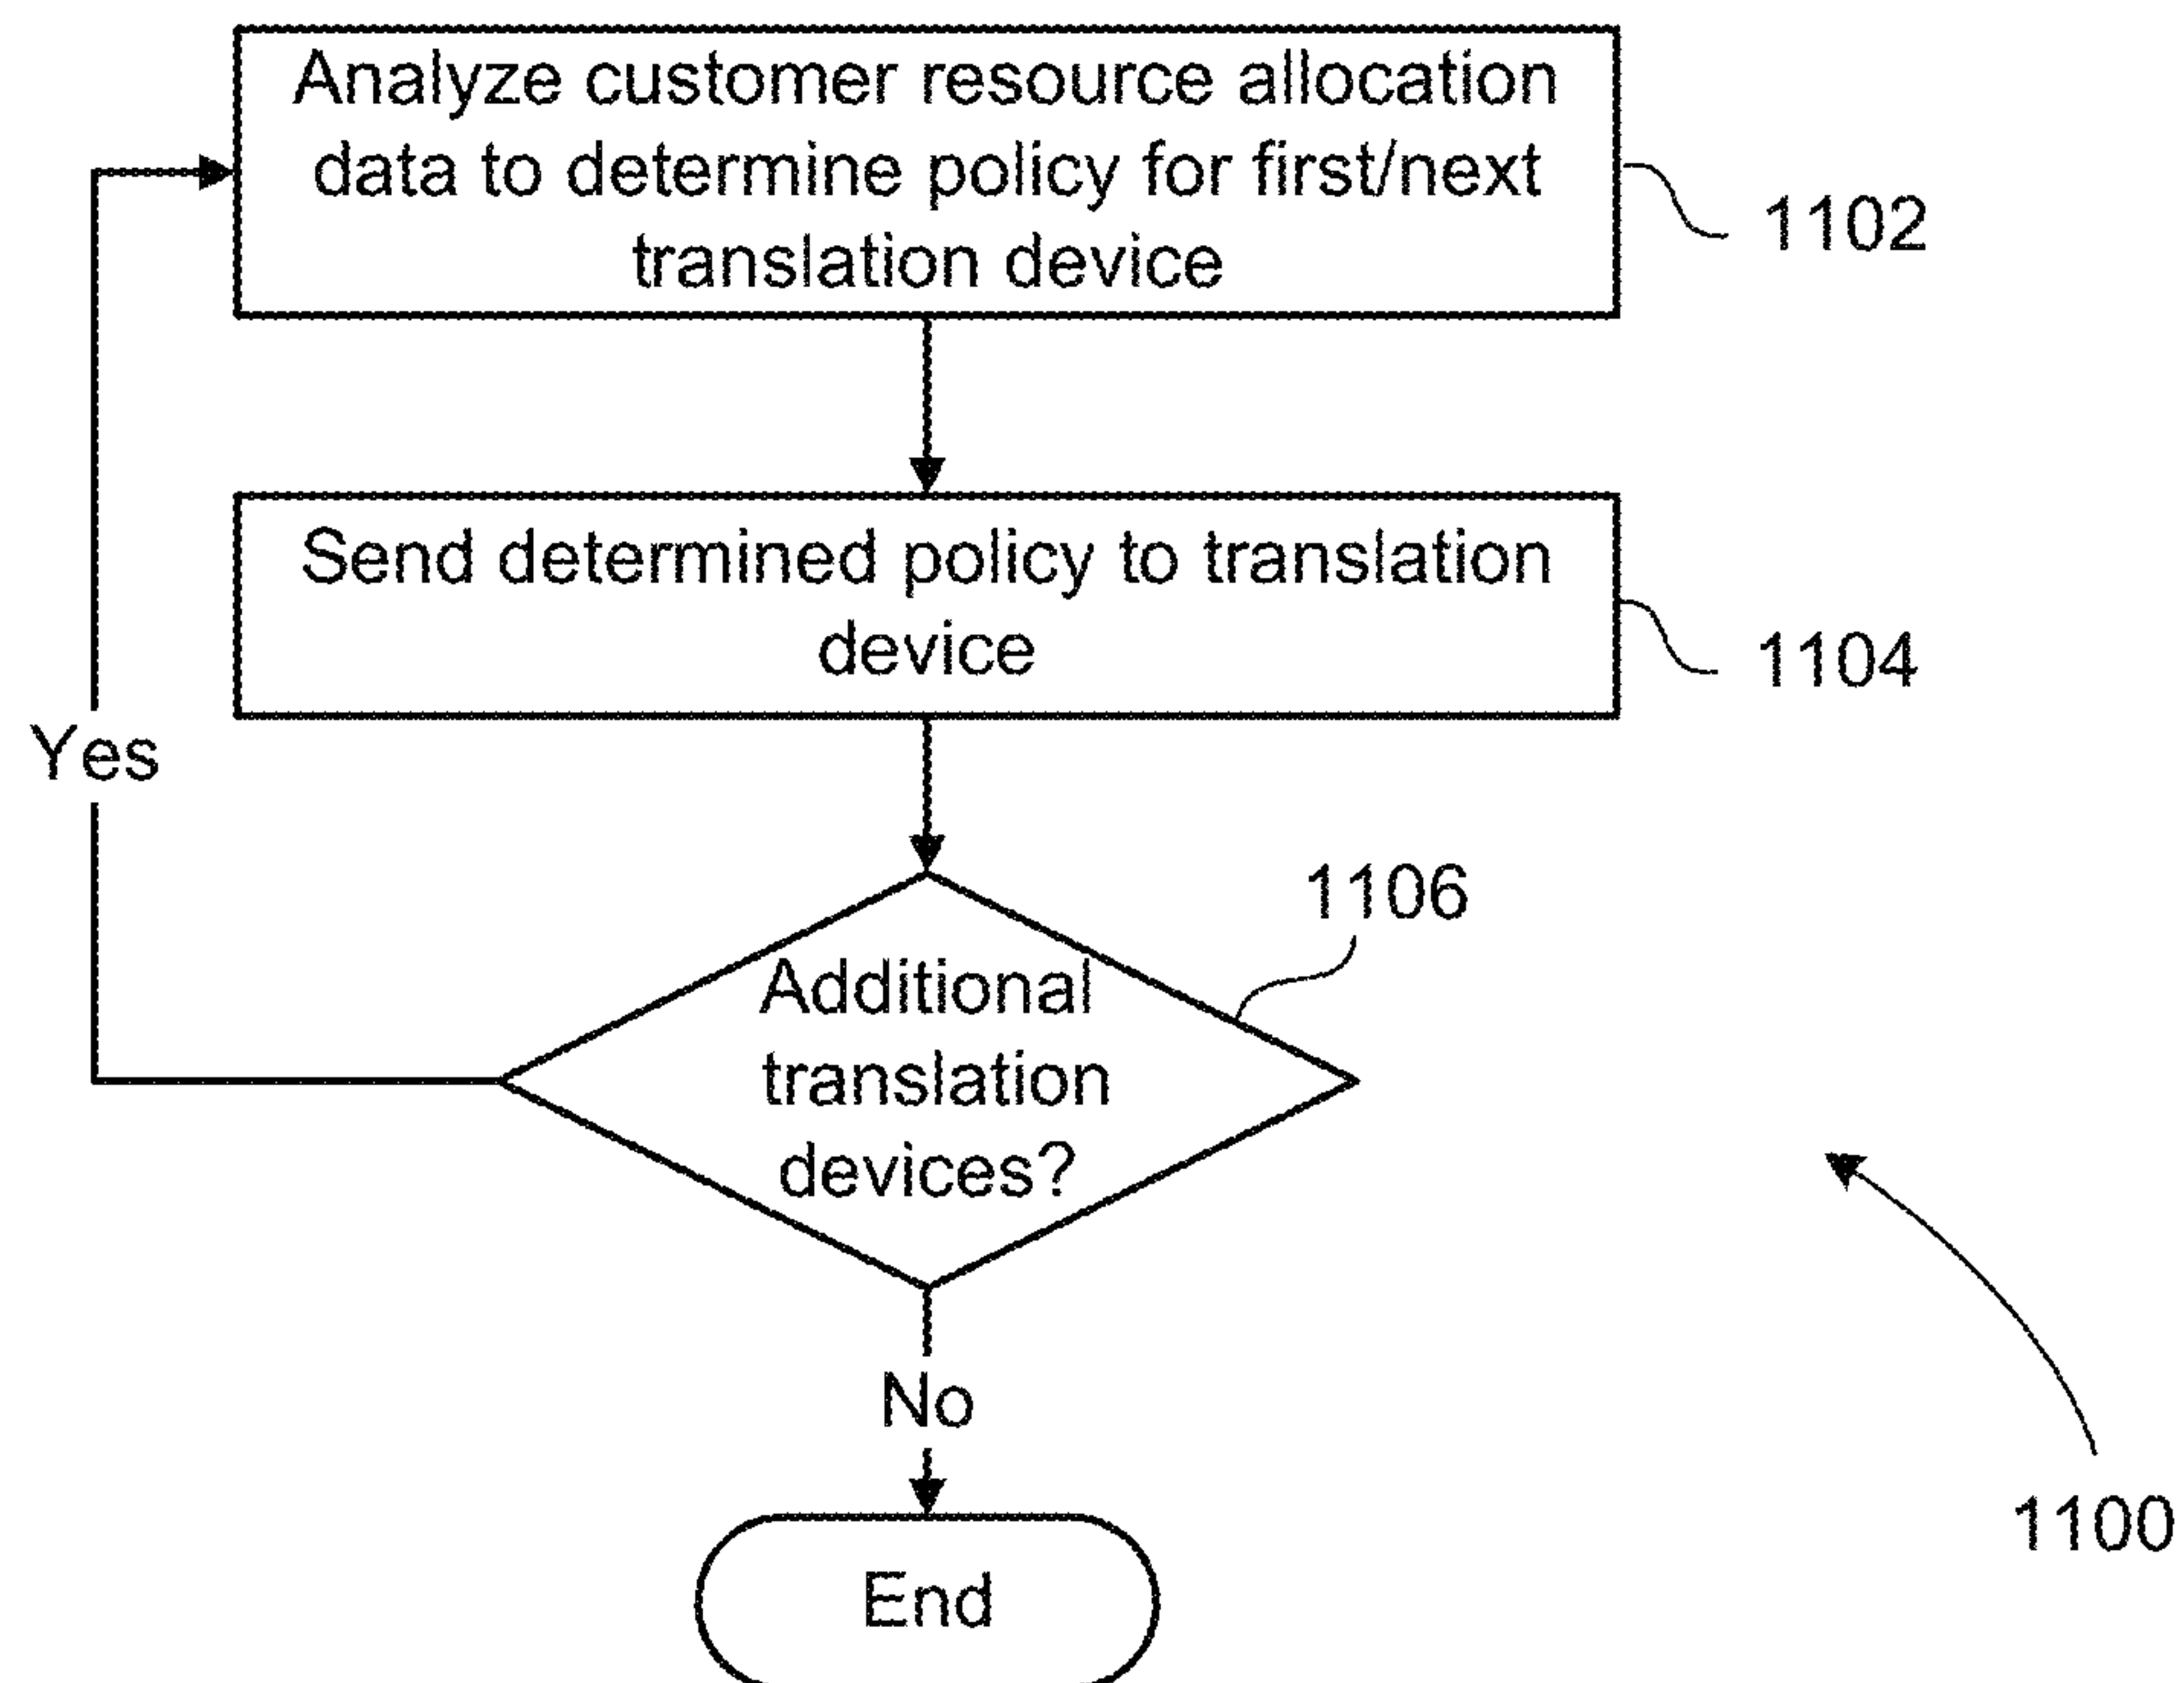 Analyze customer resource allocation
data to determine policy for first/next
translation device
1102
Send determined policy to translation
device
1104
Yes
1106
Additional
translation
devices?
No
End
1100